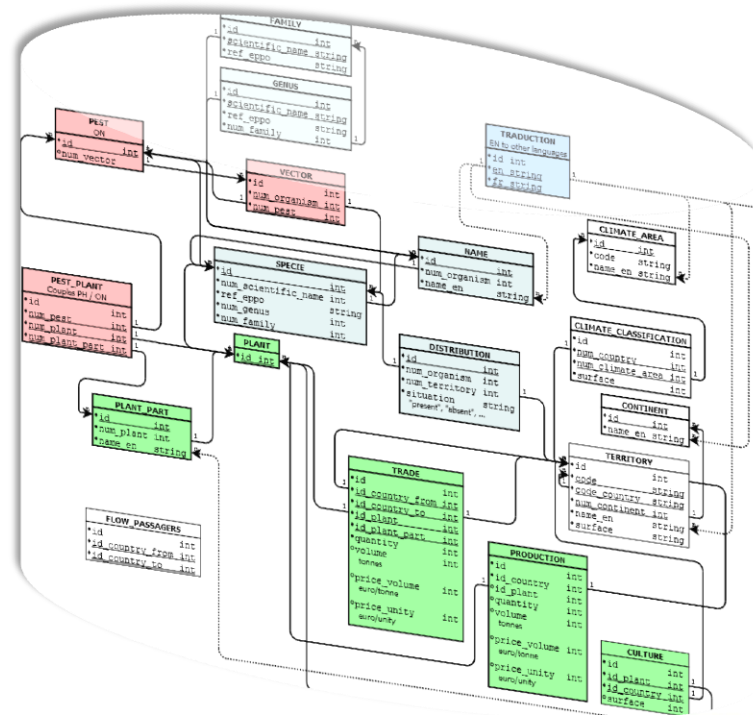 FAMILY
*id int
*scientific_name string
*ref_eppo string
GENUS
*id int
*scientific_name string
*ref_eppo string
*num_family int
PEST
ON
*id int
°num_vector int
VECTOR
*id int
*num_organism int
*num_pest int
TRADUCTION
EN to other languages
*id int
*en string
*fr string
CLIMATE_AREA
*id int
*code string
*name_en string
NAME
*id int
*num_organism int
*name_en string
SPECIE
*id int
*num_scientific_name int
*ref_eppo string
*num_genus int
*num_family int
PEST_PLANT
Couples PH / ON
*id int
*num_pest int
*num_plant int
*num_plant_part int
PLANT
*id int
CLIMATE_CLASSIFICATION
*id int
*num_country int
*num_climate_area int
*surface int
DISTRIBUTION
*id int
*num_organism int
*num_territory int
*situation string
"present", "absent", ...
CONTINENT
*id int
*name_en string
PLANT_PART
*id int
*num_plant int
*name_en string
TERRITORY
*id int
*code string
*code_country string
*num_continent int
*name_en string
*surface string
TRADE
*id int
*id_country_from int
*id_country_to int
*id_plant int
*id_plant_part int
*quantity int
°volume int
tonnes
°price_volume int
euro/tonne
°price_unity int
euro/unity
FLOW_PASSAGERS
*id int
*id_country_from int
*id_country_to int
PRODUCTION
*id int
*id_country int
°id_plant int
°quantity int
°volume int
tonnes
°price_volume int
euro/tonne
°price_unity int
euro/unity
CULTURE
*id int
*id_plant int
*id_country int
°surface int